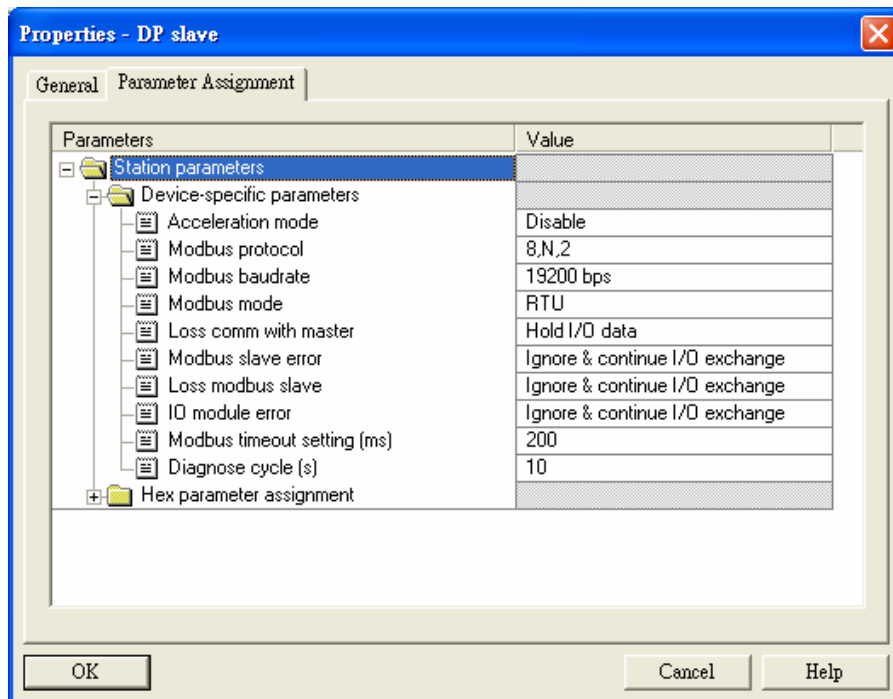 Properties - DP slave
General Parameter Assignment
Parameters Value
Station parameters
Device-specific parameters
Acceleration mode Disable
Modbus protocol 8,N,2
Modbus baudrate 19200 bps
Modbus mode RTU
Loss comm with master Hold I/O data
Modbus slave error Ignore & continue I/O exchange
Loss modbus slave Ignore & continue I/O exchange
IO module error Ignore & continue I/O exchange
Modbus timeout setting (ms) 200
Diagnose cycle (s) 10
Hex parameter assignment
OK Cancel Help